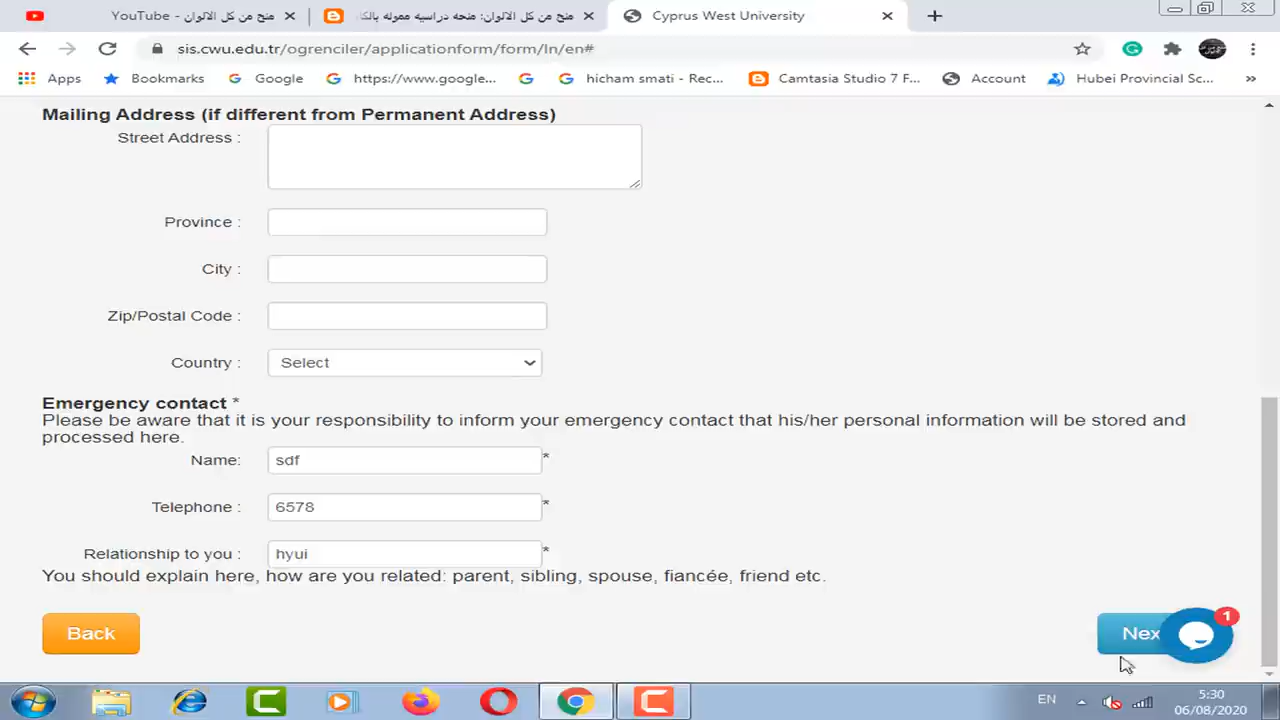 YouTube - منح من كل الالوان
منح من كل الالوان: منحه دراسيه مموله بالكا
Cyprus West University
sis.cwu.edu.tr/ogrenciler/applicationform/form/ln/en#
Apps
Bookmarks
Google
https://www.google...
hicham smati - Rec...
Camtasia Studio 7 F...
Account
Hubei Provincial Sc...
»
Mailing Address (if different from Permanent Address)
Street Address :
Province :
City :
Zip/Postal Code :
Country : Select
Emergency contact *
Please be aware that it is your responsibility to inform your emergency contact that his/her personal information will be stored and
processed here.
Name: sdf *
Telephone : 6578 *
Relationship to you : hyui *
You should explain here, how are you related: parent, sibling, spouse, fiancée, friend etc.
Back
Nex
1
EN
5:30
06/08/2020